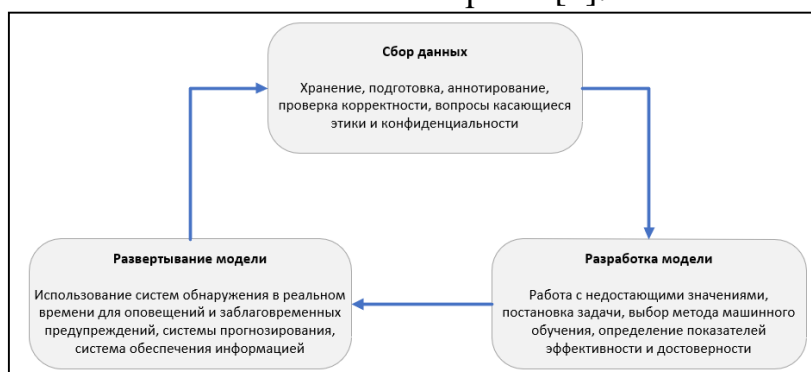 Сбор данных
Хранение, подготовка, аннотирование,
проверка корректности, вопросы касающиеся
этики и конфиденциальности
Развертывание модели
Использование систем обнаружения в реальном
времени для оповещений и заблаговременных
предупреждений, системы прогнозирования,
система обеспечения информацией
Разработка модели
Работа с недостающими значениями,
постановка задачи, выбор метода машинного
обучения, определение показателей
эффективности и достоверности